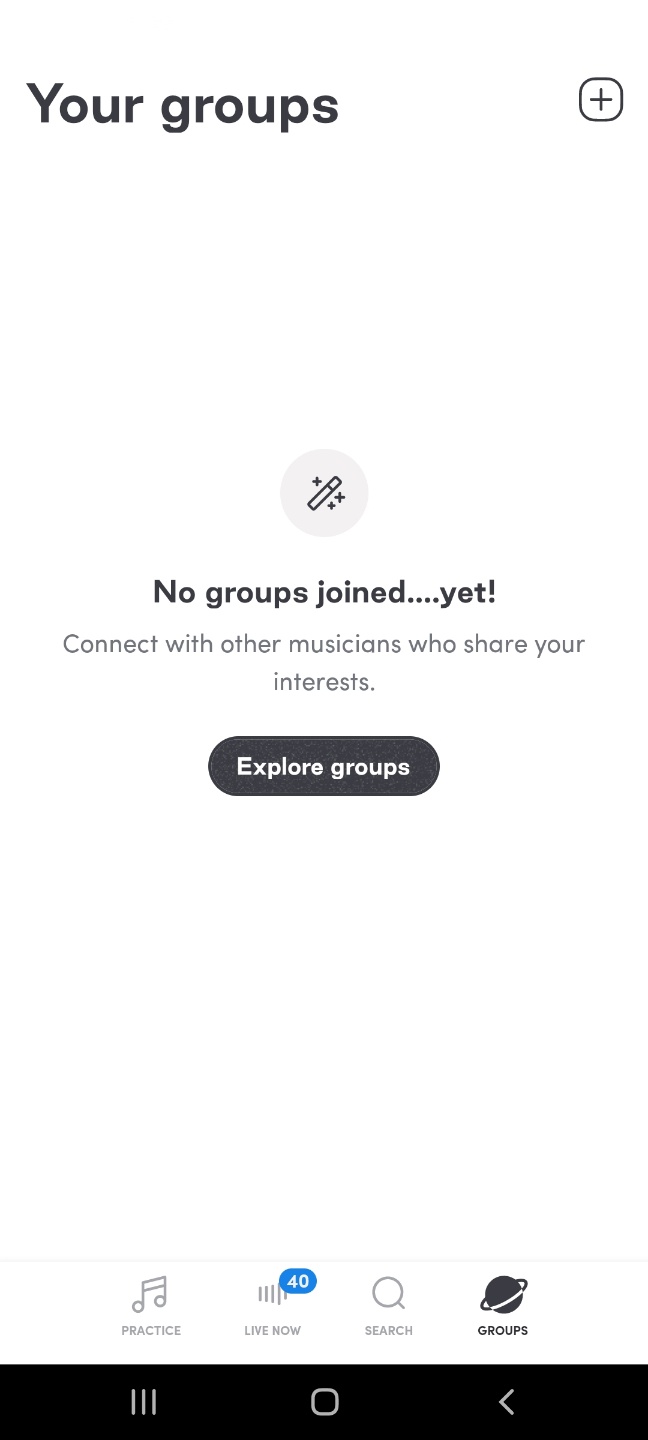 Your groups
No groups joined....yet!
Connect with other musicians who share your
interests.
Explore groups
40
PRACTICE
LIVE NOW
SEARCH
GROUPS